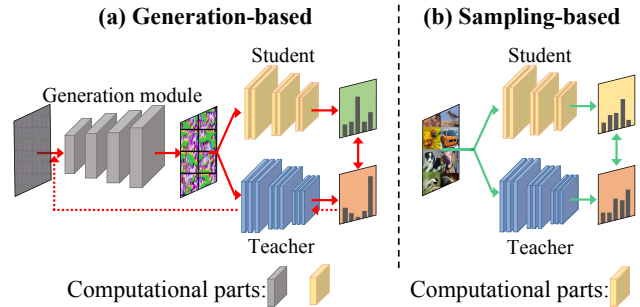 (a) Generation-based
(b) Sampling-based
Student
Generation module
Teacher
Student
Teacher
Computational parts:
Computational parts: